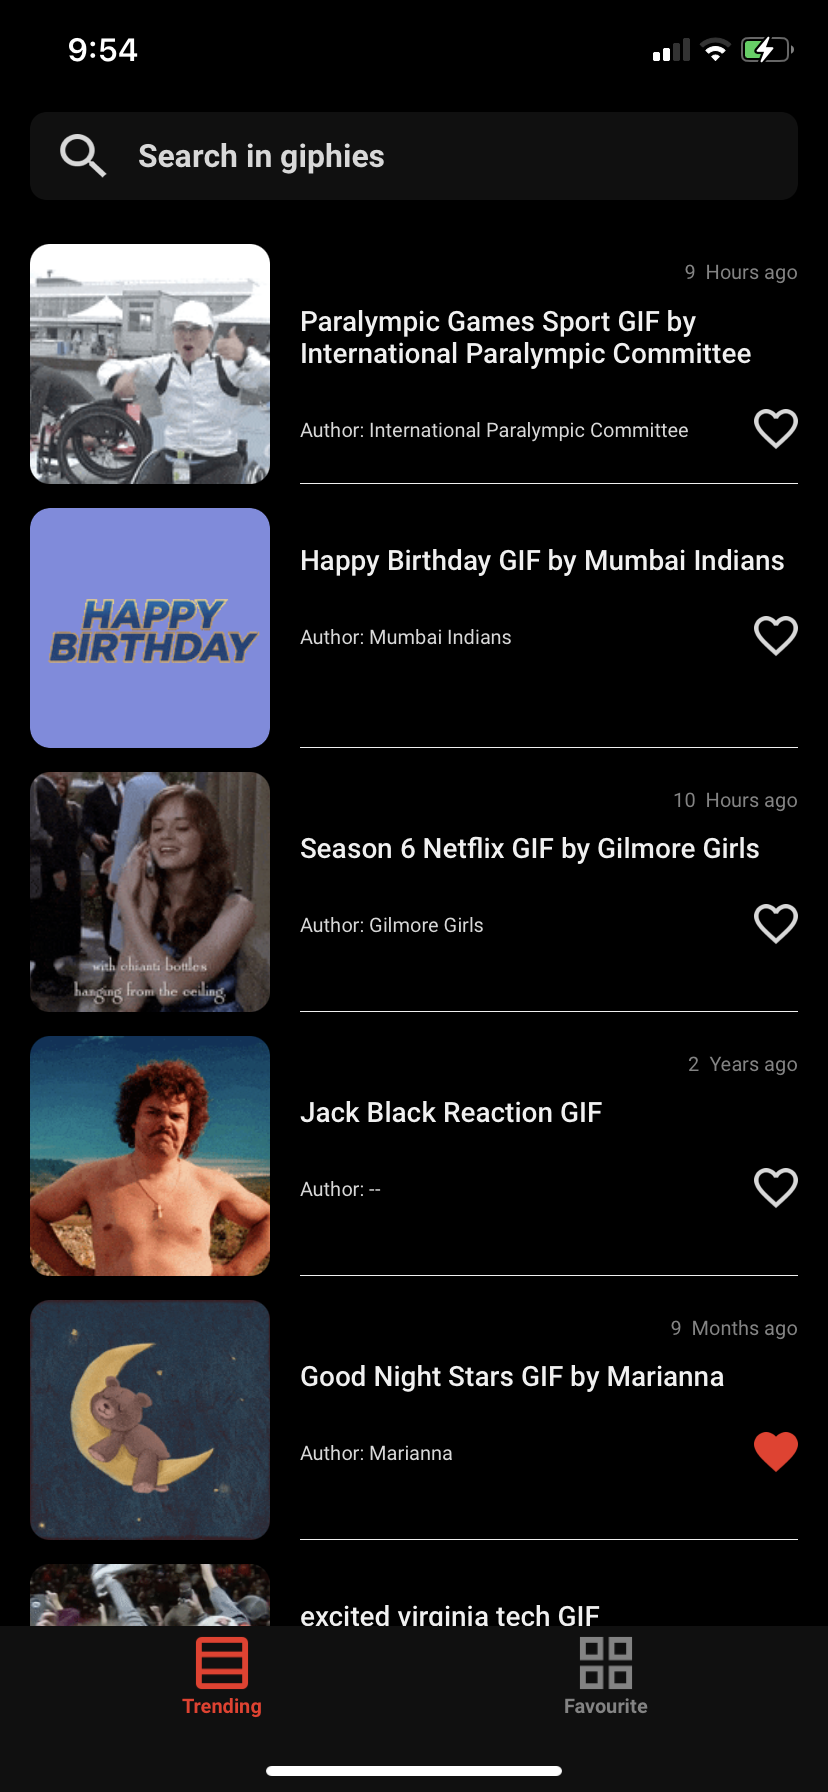 9:54
Search in giphies
9 Hours ago
Paralympic Games Sport GIF by
International Paralympic Committee
Author: International Paralympic Committee
HAPPY
BIRTHDAY
Happy Birthday GIF by Mumbai Indians
Author: Mumbai Indians
with chianti bottles
hanging from the ceiling.
10 Hours ago
Season 6 Netflix GIF by Gilmore Girls
Author: Gilmore Girls
2 Years ago
Jack Black Reaction GIF
Author: --
9 Months ago
Good Night Stars GIF by Marianna
Author: Marianna
excited virginia tech GIF
Trending
Favourite